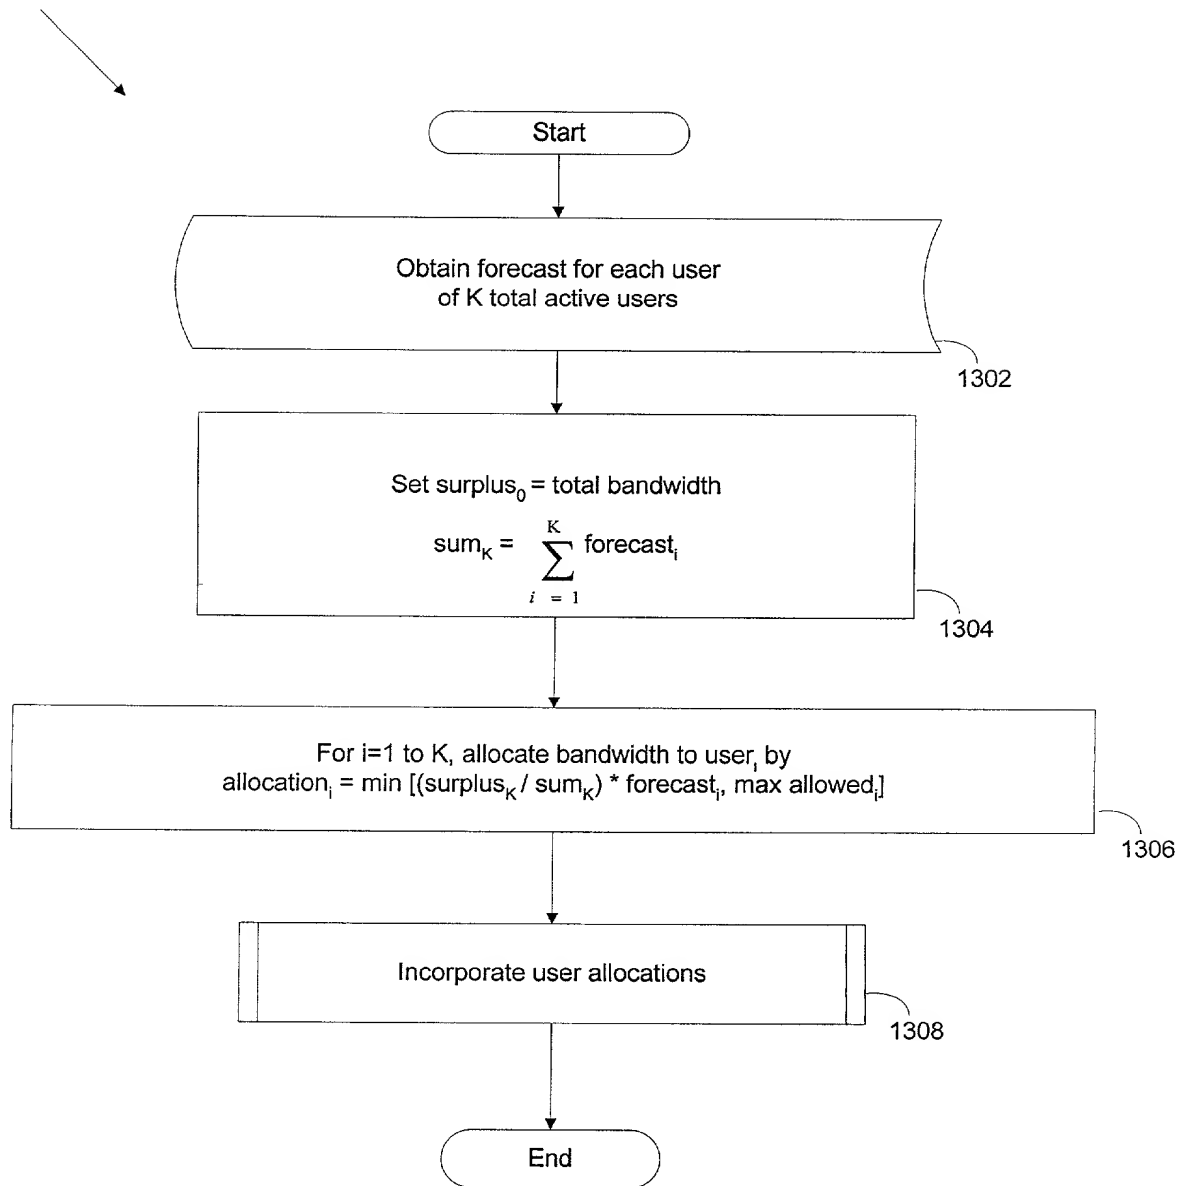 Start
Obtain forecast for each user
of K total active users
1302
Set surplus₀ = total bandwidth
sumK = K∑i = 1 forecastᵢ
1304
For i=1 to K, allocate bandwidth to userᵢ by
allocationᵢ = min [(surplusK / sumK) * forecastᵢ, max allowedᵢ]
1306
Incorporate user allocations
1308
End